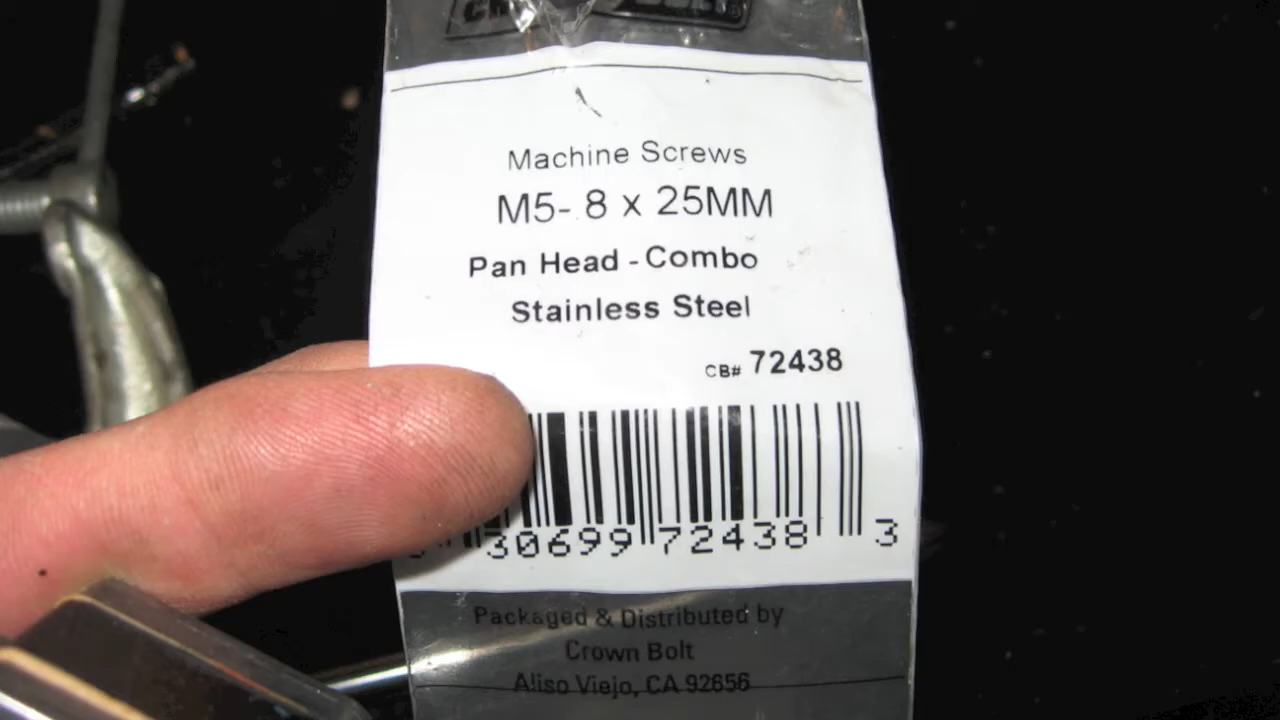 Machine Screws
M5- .8 x 25MM
Pan Head - Combo
Stainless Steel
CB# 72438
30699 72438 3
Packaged & Distributed by
Crown Bolt
Aliso Viejo, CA 92656